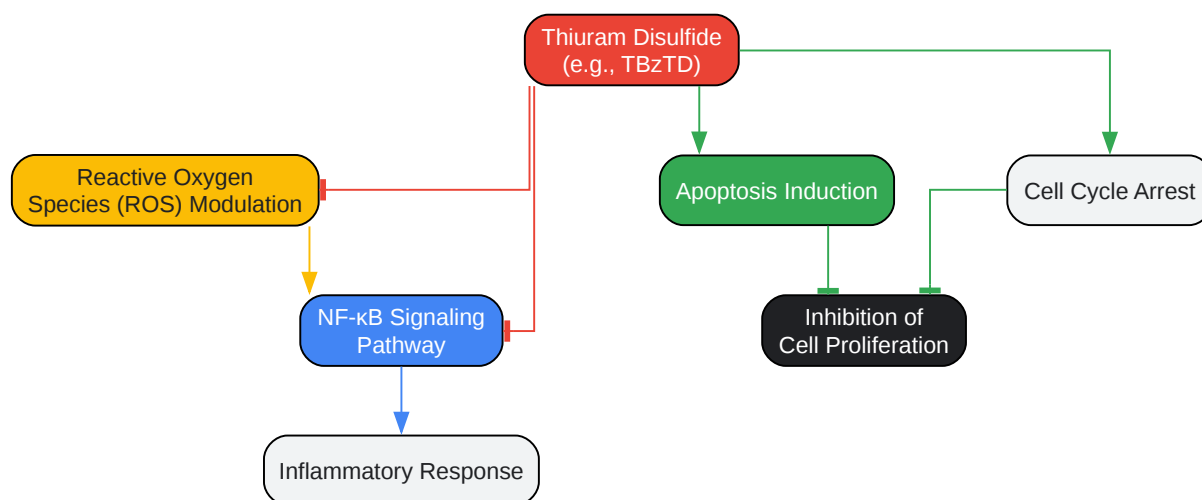 Thiuram Disulfide
(e.g., TBzTD)
Reactive Oxygen
Species (ROS) Modulation
Apoptosis Induction
Cell Cycle Arrest
NF-κB Signaling
Pathway
Inhibition of
Cell Proliferation
Inflammatory Response